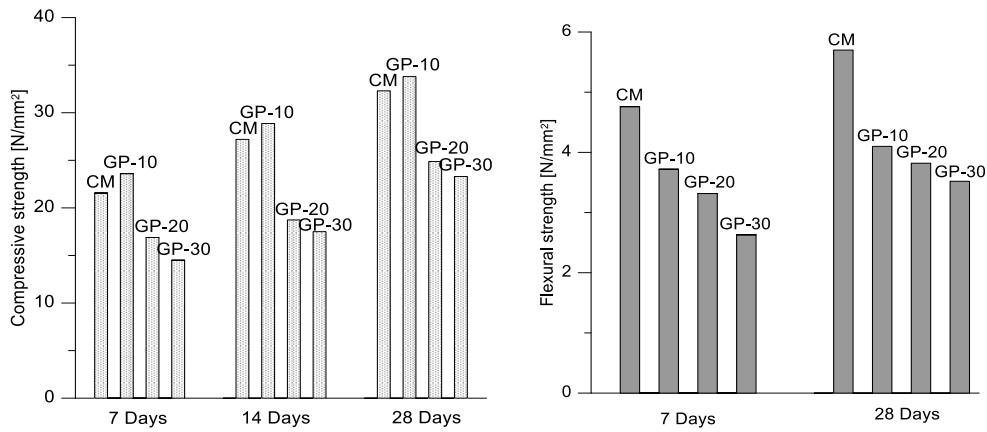 Compressive strength [N/mm²]
40
30
20
10
0
CM
GP-10
GP-20
GP-30
CM
GP-10
GP-20
GP-30
CM
GP-10
GP-20
GP-30
7 Days
14 Days
28 Days
Flexural strength [N/mm²]
6
4
2
0
CM
GP-10
GP-20
GP-30
CM
GP-10
GP-20
GP-30
7 Days
28 Days